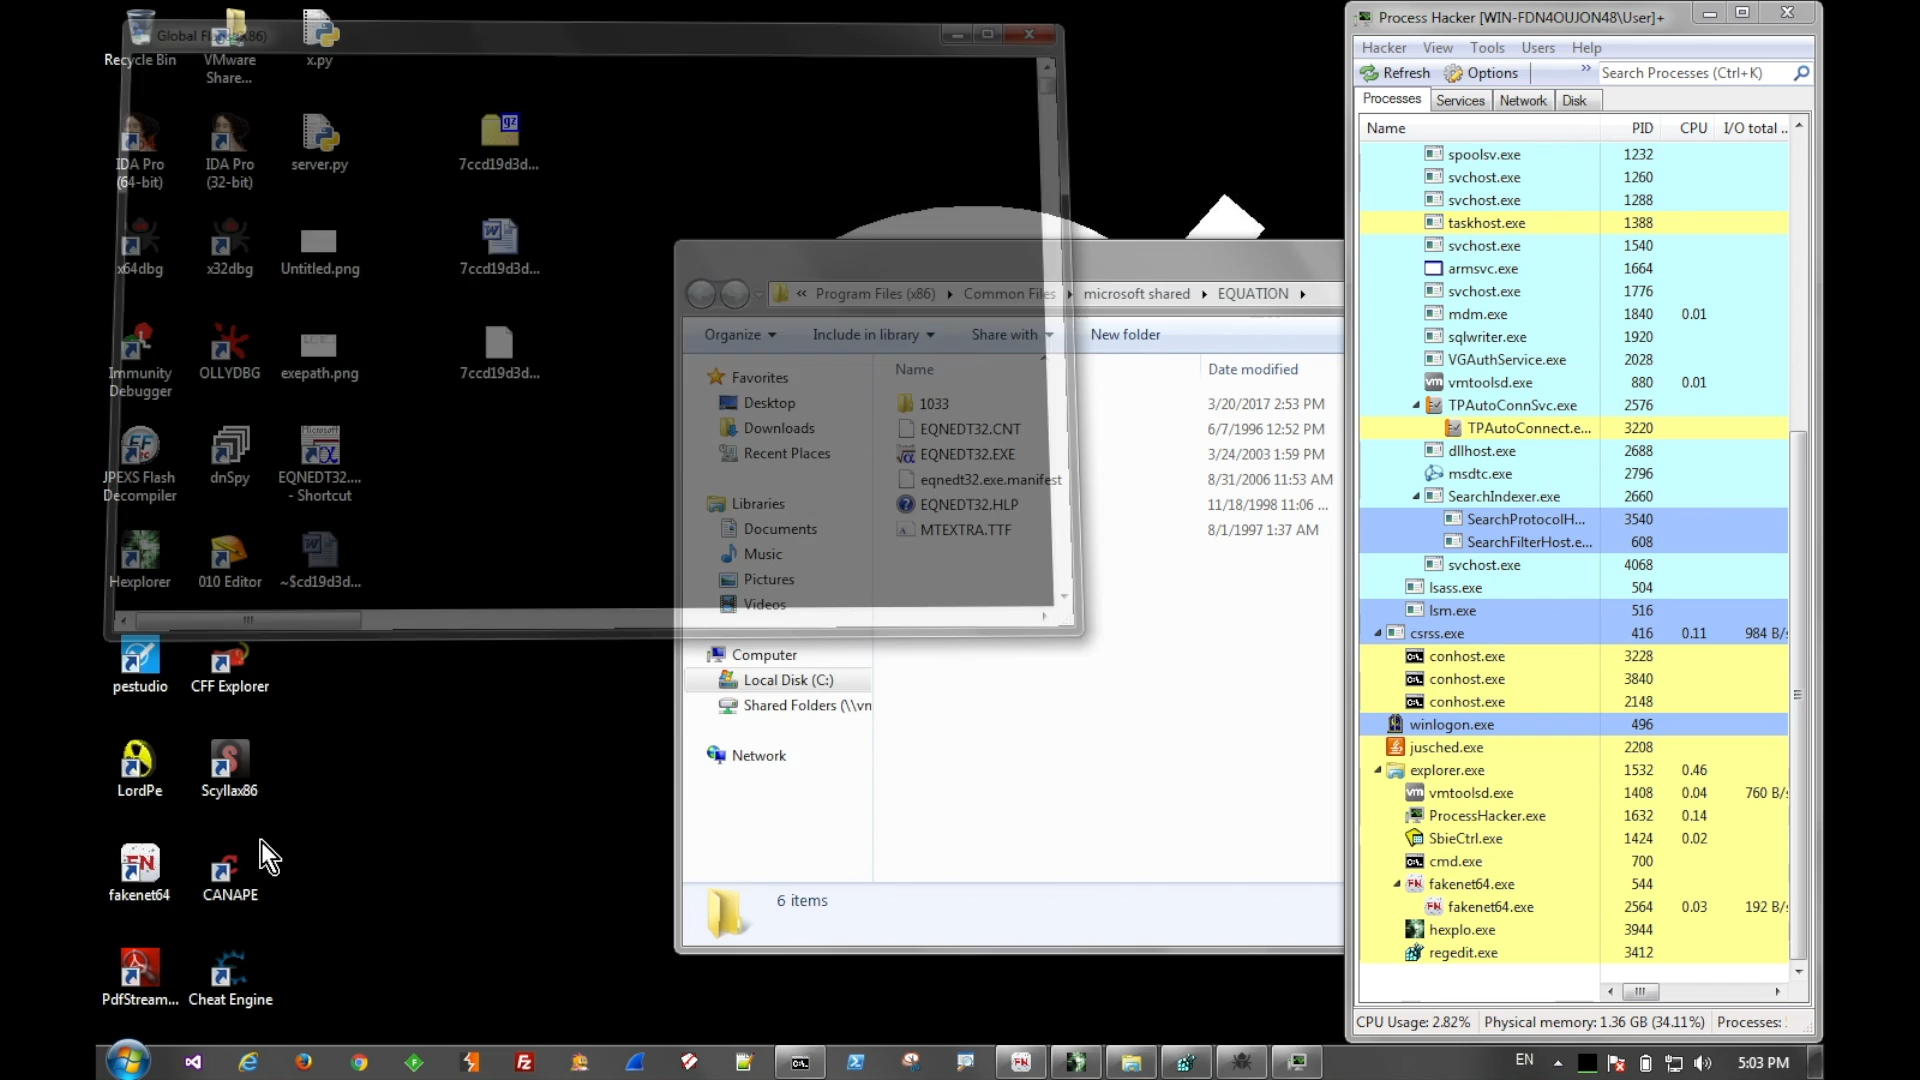 Global Fl
(x86)
Recycle Bin
VMware
Share...
x.py
IDA Pro
(64-bit)
IDA Pro
(32-bit)
server.py
7ccd19d3d...
x64dbg
x32dbg
Untitled.png
7ccd19d3d...
Immunity
Debugger
OLLYDBG
exepath.png
7ccd19d3d...
JPEXS Flash
Decompiler
dnSpy
EQNEDT32....
- Shortcut
Hexplorer
010 Editor
~$cd19d3d...
pestudio
CFF Explorer
LordPe
Scyllax86
fakenet64
CANAPE
PdfStream...
Cheat Engine
« Program Files (x86) Common Files microsoft shared EQUATION
Organize Include in library Share with New folder
Favorites
Desktop
Downloads
Recent Places
Libraries
Documents
Music
Pictures
Videos
Computer
Local Disk (C:)
Shared Folders (\\vn
Network
Name Date modified
1033 3/20/2017 2:53 PM
EQNEDT32.CNT 6/7/1996 12:52 PM
EQNEDT32.EXE 3/24/2003 1:59 PM
eqnedt32.exe.manifest 8/31/2006 11:53 AM
EQNEDT32.HLP 11/18/1998 11:06 ...
MTEXTRA.TTF 8/1/1997 1:37 AM
6 items
Process Hacker [WIN-FDN4OUJON48\User]+
Hacker View Tools Users Help
Refresh Options » Search Processes (Ctrl+K)
Processes Services Network Disk
Name PID CPU I/O total ..
spoolsv.exe 1232
svchost.exe 1260
svchost.exe 1288
taskhost.exe 1388
svchost.exe 1540
armsvc.exe 1664
svchost.exe 1776
mdm.exe 1840 0.01
sqlwriter.exe 1920
VGAuthService.exe 2028
vmtoolsd.exe 880 0.01
TPAutoConnSvc.exe 2576
TPAutoConnect.e... 3220
dllhost.exe 2688
msdtc.exe 2796
SearchIndexer.exe 2660
SearchProtocolH... 3540
SearchFilterHost.e... 608
svchost.exe 4068
lsass.exe 504
lsm.exe 516
csrss.exe 416 0.11 984 B/
conhost.exe 3228
conhost.exe 3840
conhost.exe 2148
winlogon.exe 496
jusched.exe 2208
explorer.exe 1532 0.46
vmtoolsd.exe 1408 0.04 760 B/
ProcessHacker.exe 1632 0.14
SbieCtrl.exe 1424 0.02
cmd.exe 700
fakenet64.exe 544
fakenet64.exe 2564 0.03 192 B/
hexplo.exe 3944
regedit.exe 3412
CPU Usage: 2.82% Physical memory: 1.36 GB (34.11%) Processes:
EN 5:03 PM